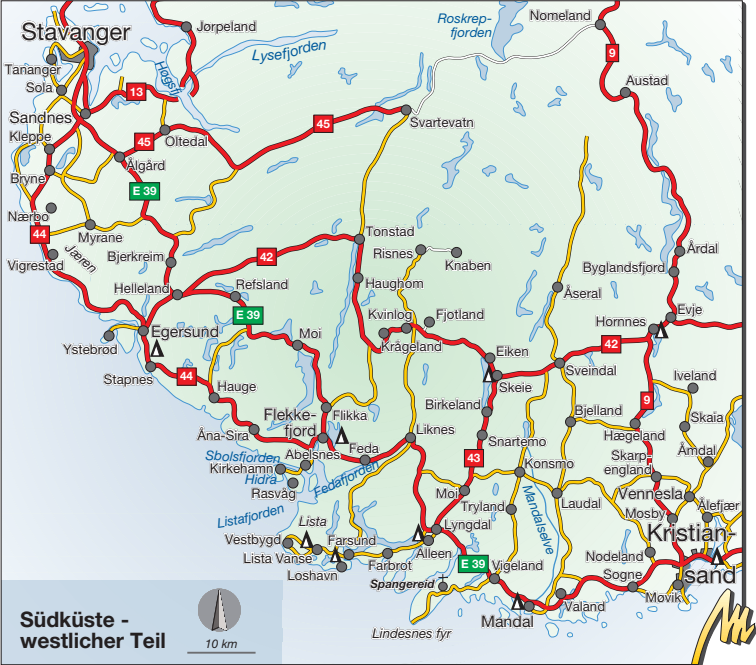 Stavanger
Jørpeland
Roskrep-
fjorden
Nomeland
Lysefjorden
9
Tananger
Høgsfj.
Sola
13
Austad
Sandnes
45
Svartevatn
Kleppe
45
Oltedal
Ålgård
Bryne
E 39
Nærbo
44
Myrane
Tonstad
Jæren
Risnes
Årdal
Vigrestad
Bjerkreim
42
Knaben
Byglandsfjord
Helleland
Refsland
Haughom
Åseral
E 39
Kvinlog
Fjotland
Hornnes
Evje
Egersund
Moi
Ystebrød
Krågeland
42
Eiken
Sveindal
Stapnes
44
Skeie
Iveland
Hauge
9
Birkeland
Bjelland
Flekke-
fjord
Flikka
Skaia
Åna-Sira
Liknes
Hægeland
Snartemo
Feda
Åmdal
Sbolsfjorden
Abelsnes
43
Skarp-
england
Kirkehamn
Konsmo
Hidra
Fedafjorden
Rasvåg
Moi
Vennesla
Tryland
Laudal
Ålefjær
Mandalselve
Mosby
Listafjorden
Lista
Lyngdal
Kristian-
sand
Vestbygd
Farsund
Ålleen
Lista
Vanse
Farbrot
E 39
Vigeland
Nodeland
Loshavn
Spangereid
Sogne
Valand
Møvik
Mandal
Lindesnes fyr
Südküste -
westlicher Teil
10 km